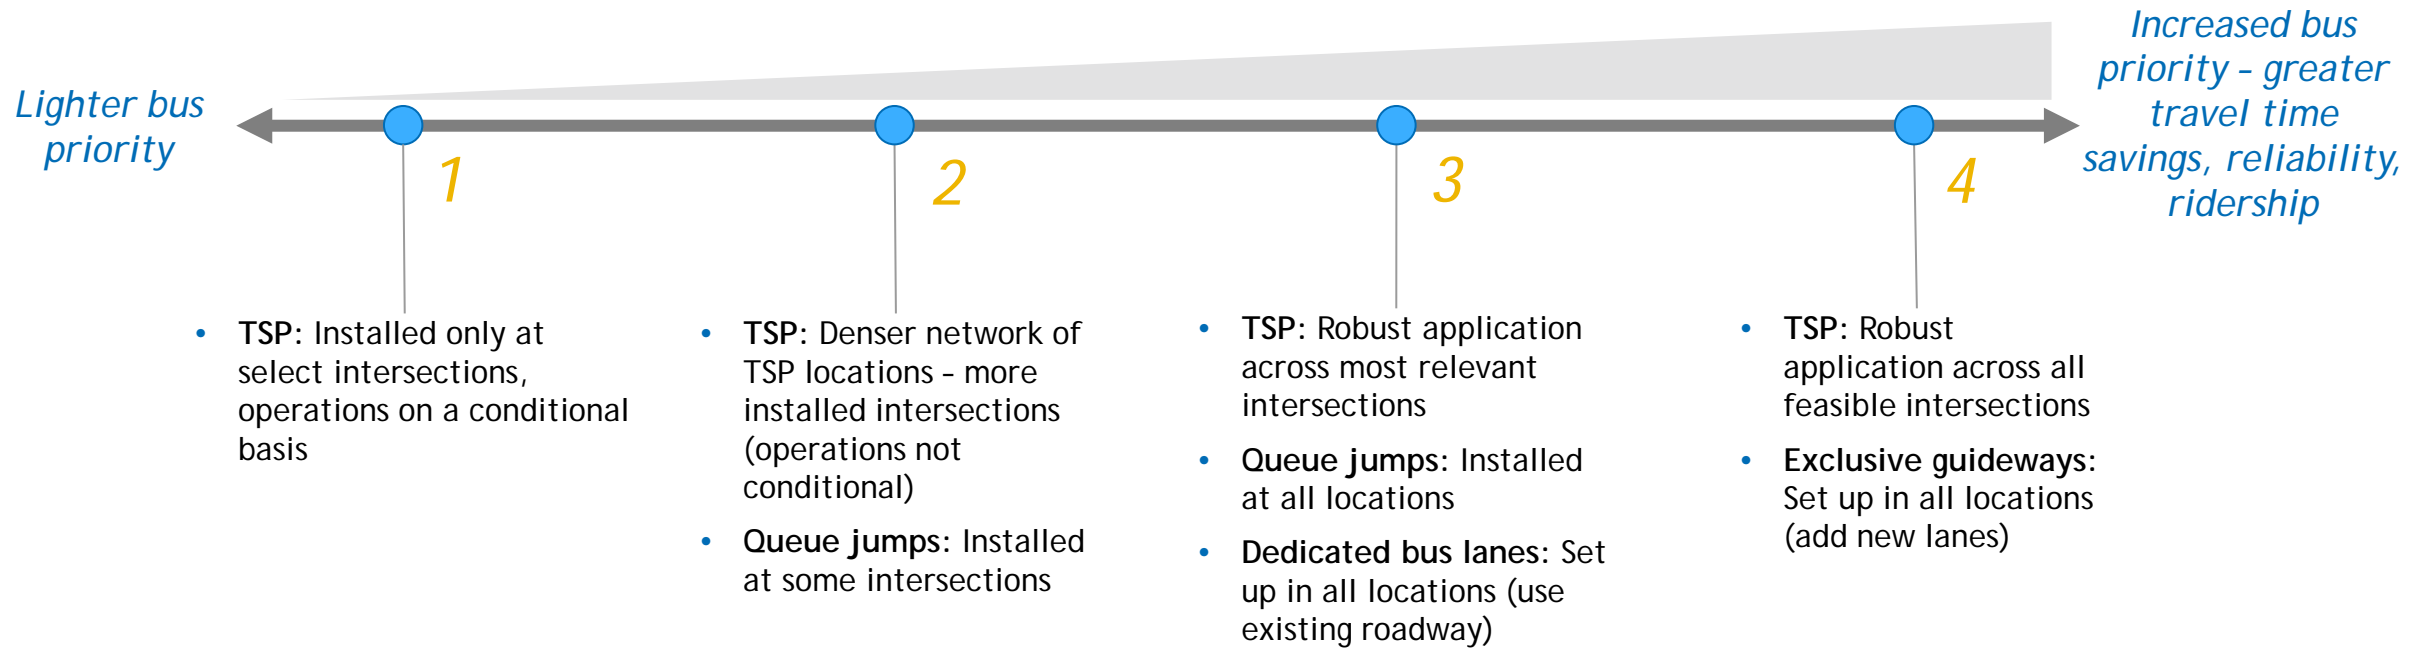 Lighter bus
priority
Increased bus
priority – greater
travel time
savings, reliability,
ridership
1
2
3
4
• TSP: Installed only at
select intersections,
operations on a conditional
basis
• TSP: Denser network of
TSP locations – more
installed intersections
(operations not
conditional)
• Queue jumps: Installed
at some intersections
• TSP: Robust application
across most relevant
intersections
• Queue jumps: Installed
at all locations
• Dedicated bus lanes: Set
up in all locations (use
existing roadway)
• TSP: Robust
application across all
feasible intersections
• Exclusive guideways:
Set up in all locations
(add new lanes)